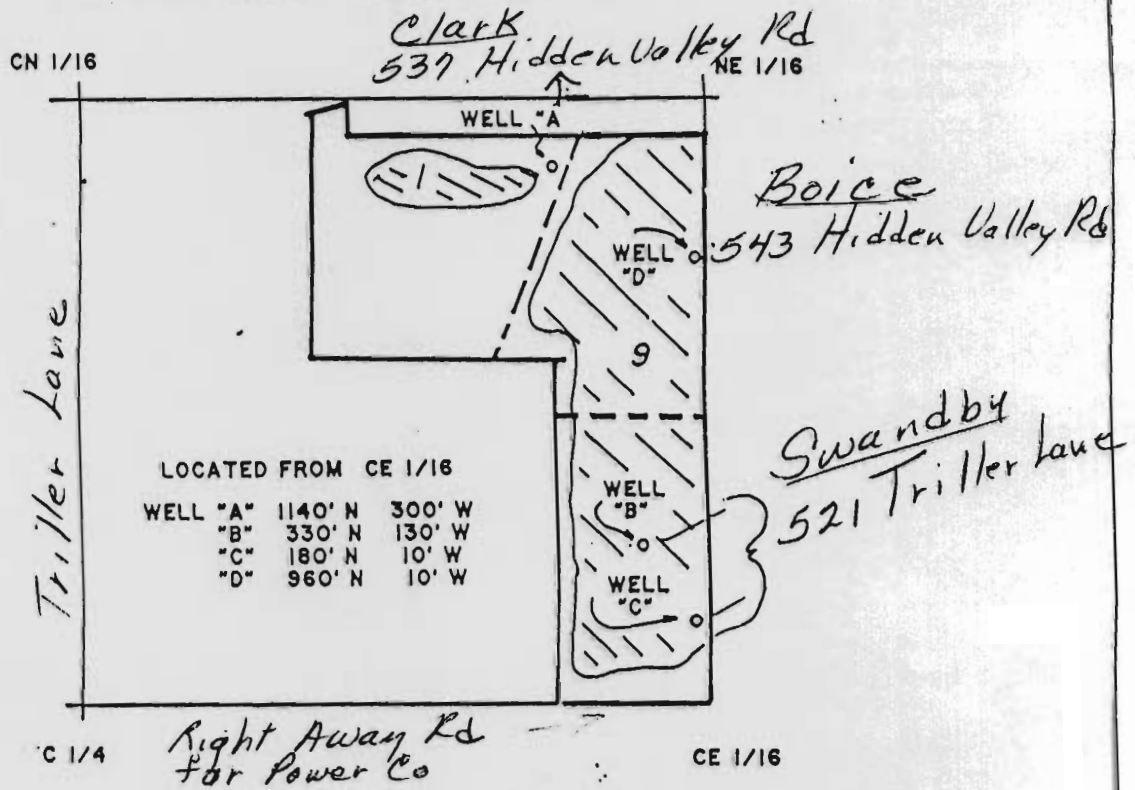 Clark
537 Hidden Valley Rd
CN 1/16
NE 1/16
WELL "A
1
Boice
543 Hidden Valley Rd
WELL
"D"
9
Triller Lane
Swandby
521 Triller Lane
LOCATED FROM CE 1/16
WELL "A" 1140' N 300' W
"B" 330' N 130' W
"C" 180' N 10' W
"D" 960' N 10' W
WELL
"B"
WELL
"C"
Right Away Rd
for Power Co
C 1/4
CE 1/16